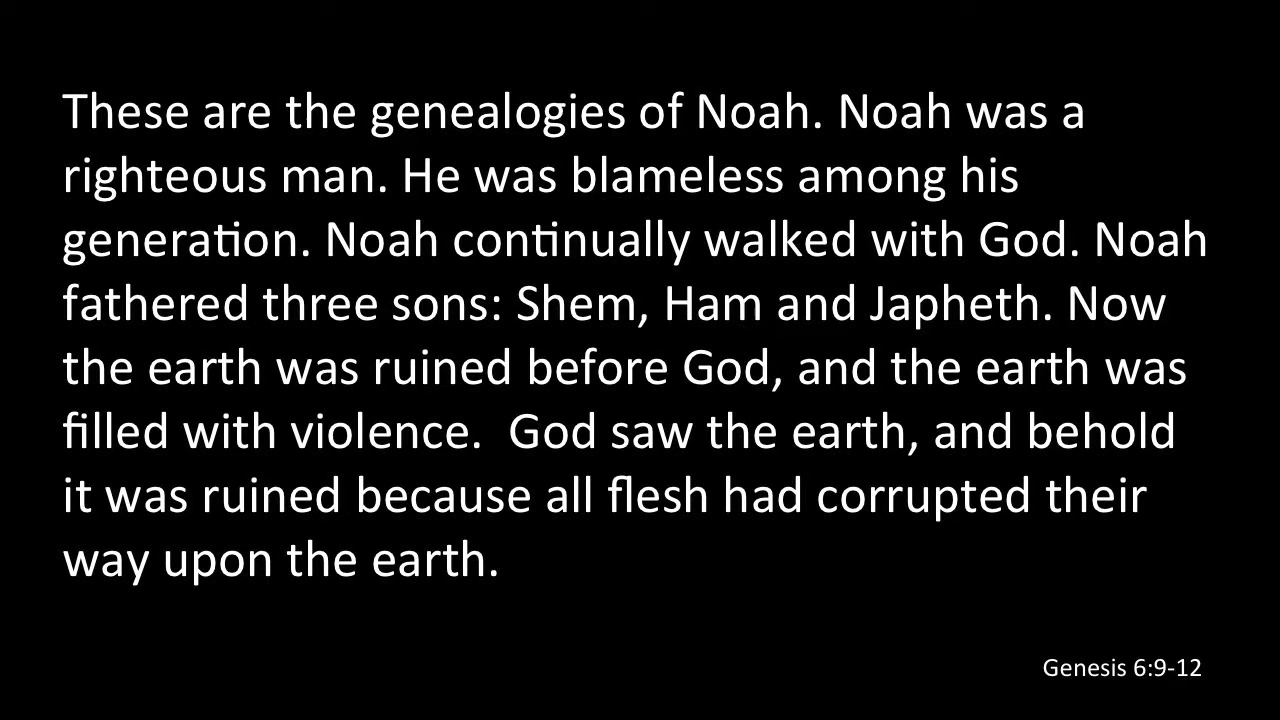 These are the genealogies of Noah. Noah was a
righteous man. He was blameless among his
generation. Noah continually walked with God. Noah
fathered three sons: Shem, Ham and Japheth. Now
the earth was ruined before God, and the earth was
filled with violence.  God saw the earth, and behold
it was ruined because all flesh had corrupted their
way upon the earth.
Genesis 6:9-12